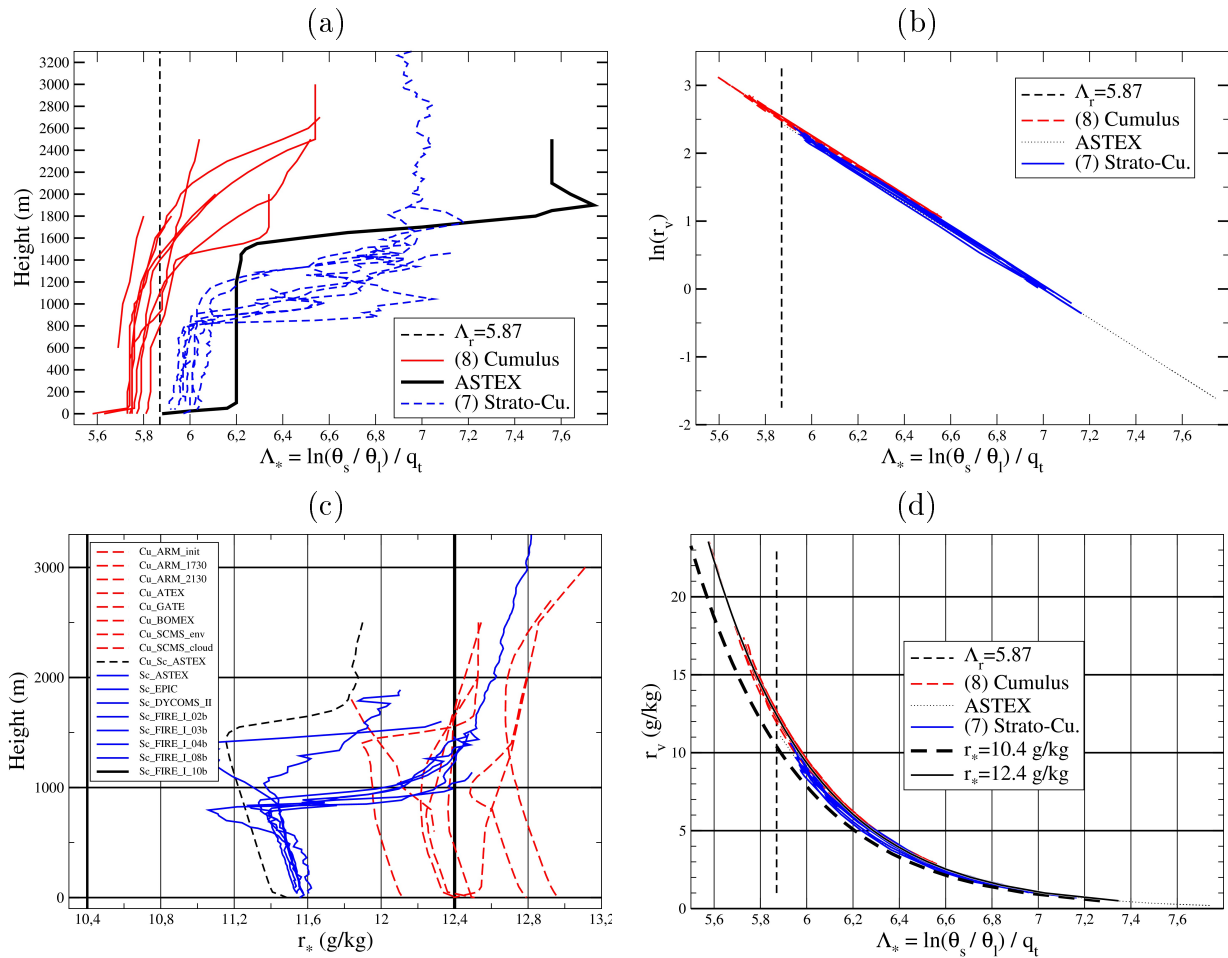 (a)
Height (m)
3200
3000
2800
2600
2400
2200
2000
1800
1600
1400
1200
1000
800
600
400
200
0
5,6 5,8 6 6,2 6,4 6,6 6,8 7 7,2 7,4 7,6
Λ* = ln(θs / θl) / qt
Λr=5.87
(8) Cumulus
ASTEX
(7) Strato-Cu.
(b)
ln(rv)
3
2
1
0
-1
-2
5,6 5,8 6 6,2 6,4 6,6 6,8 7 7,2 7,4 7,6
Λ* = ln(θs / θl) / qt
Λr=5.87
(8) Cumulus
ASTEX
(7) Strato-Cu.
(c)
Height (m)
3000
2000
1000
0
10,4 10,8 11,2 11,6 12 12,4 12,8 13,2
r* (g/kg)
Cu_ARM_init
Cu_ARM_1730
Cu_ARM_2130
Cu_ATEX
Cu_GATE
Cu_BOMEX
Cu_SCMS_env
Cu_SCMS_cloud
Cu_Sc_ASTEX
Sc_ASTEX
Sc_EPIC
Sc_DYCOMS_II
Sc_FIRE_I_02b
Sc_FIRE_I_03b
Sc_FIRE_I_04b
Sc_FIRE_I_08b
Sc_FIRE_I_10b
(d)
rv (g/kg)
20
15
10
5
0
5,6 5,8 6 6,2 6,4 6,6 6,8 7 7,2 7,4 7,6
Λ* = ln(θs / θl) / qt
Λr=5.87
(8) Cumulus
ASTEX
(7) Strato-Cu.
r*=10.4 g/kg
r*=12.4 g/kg